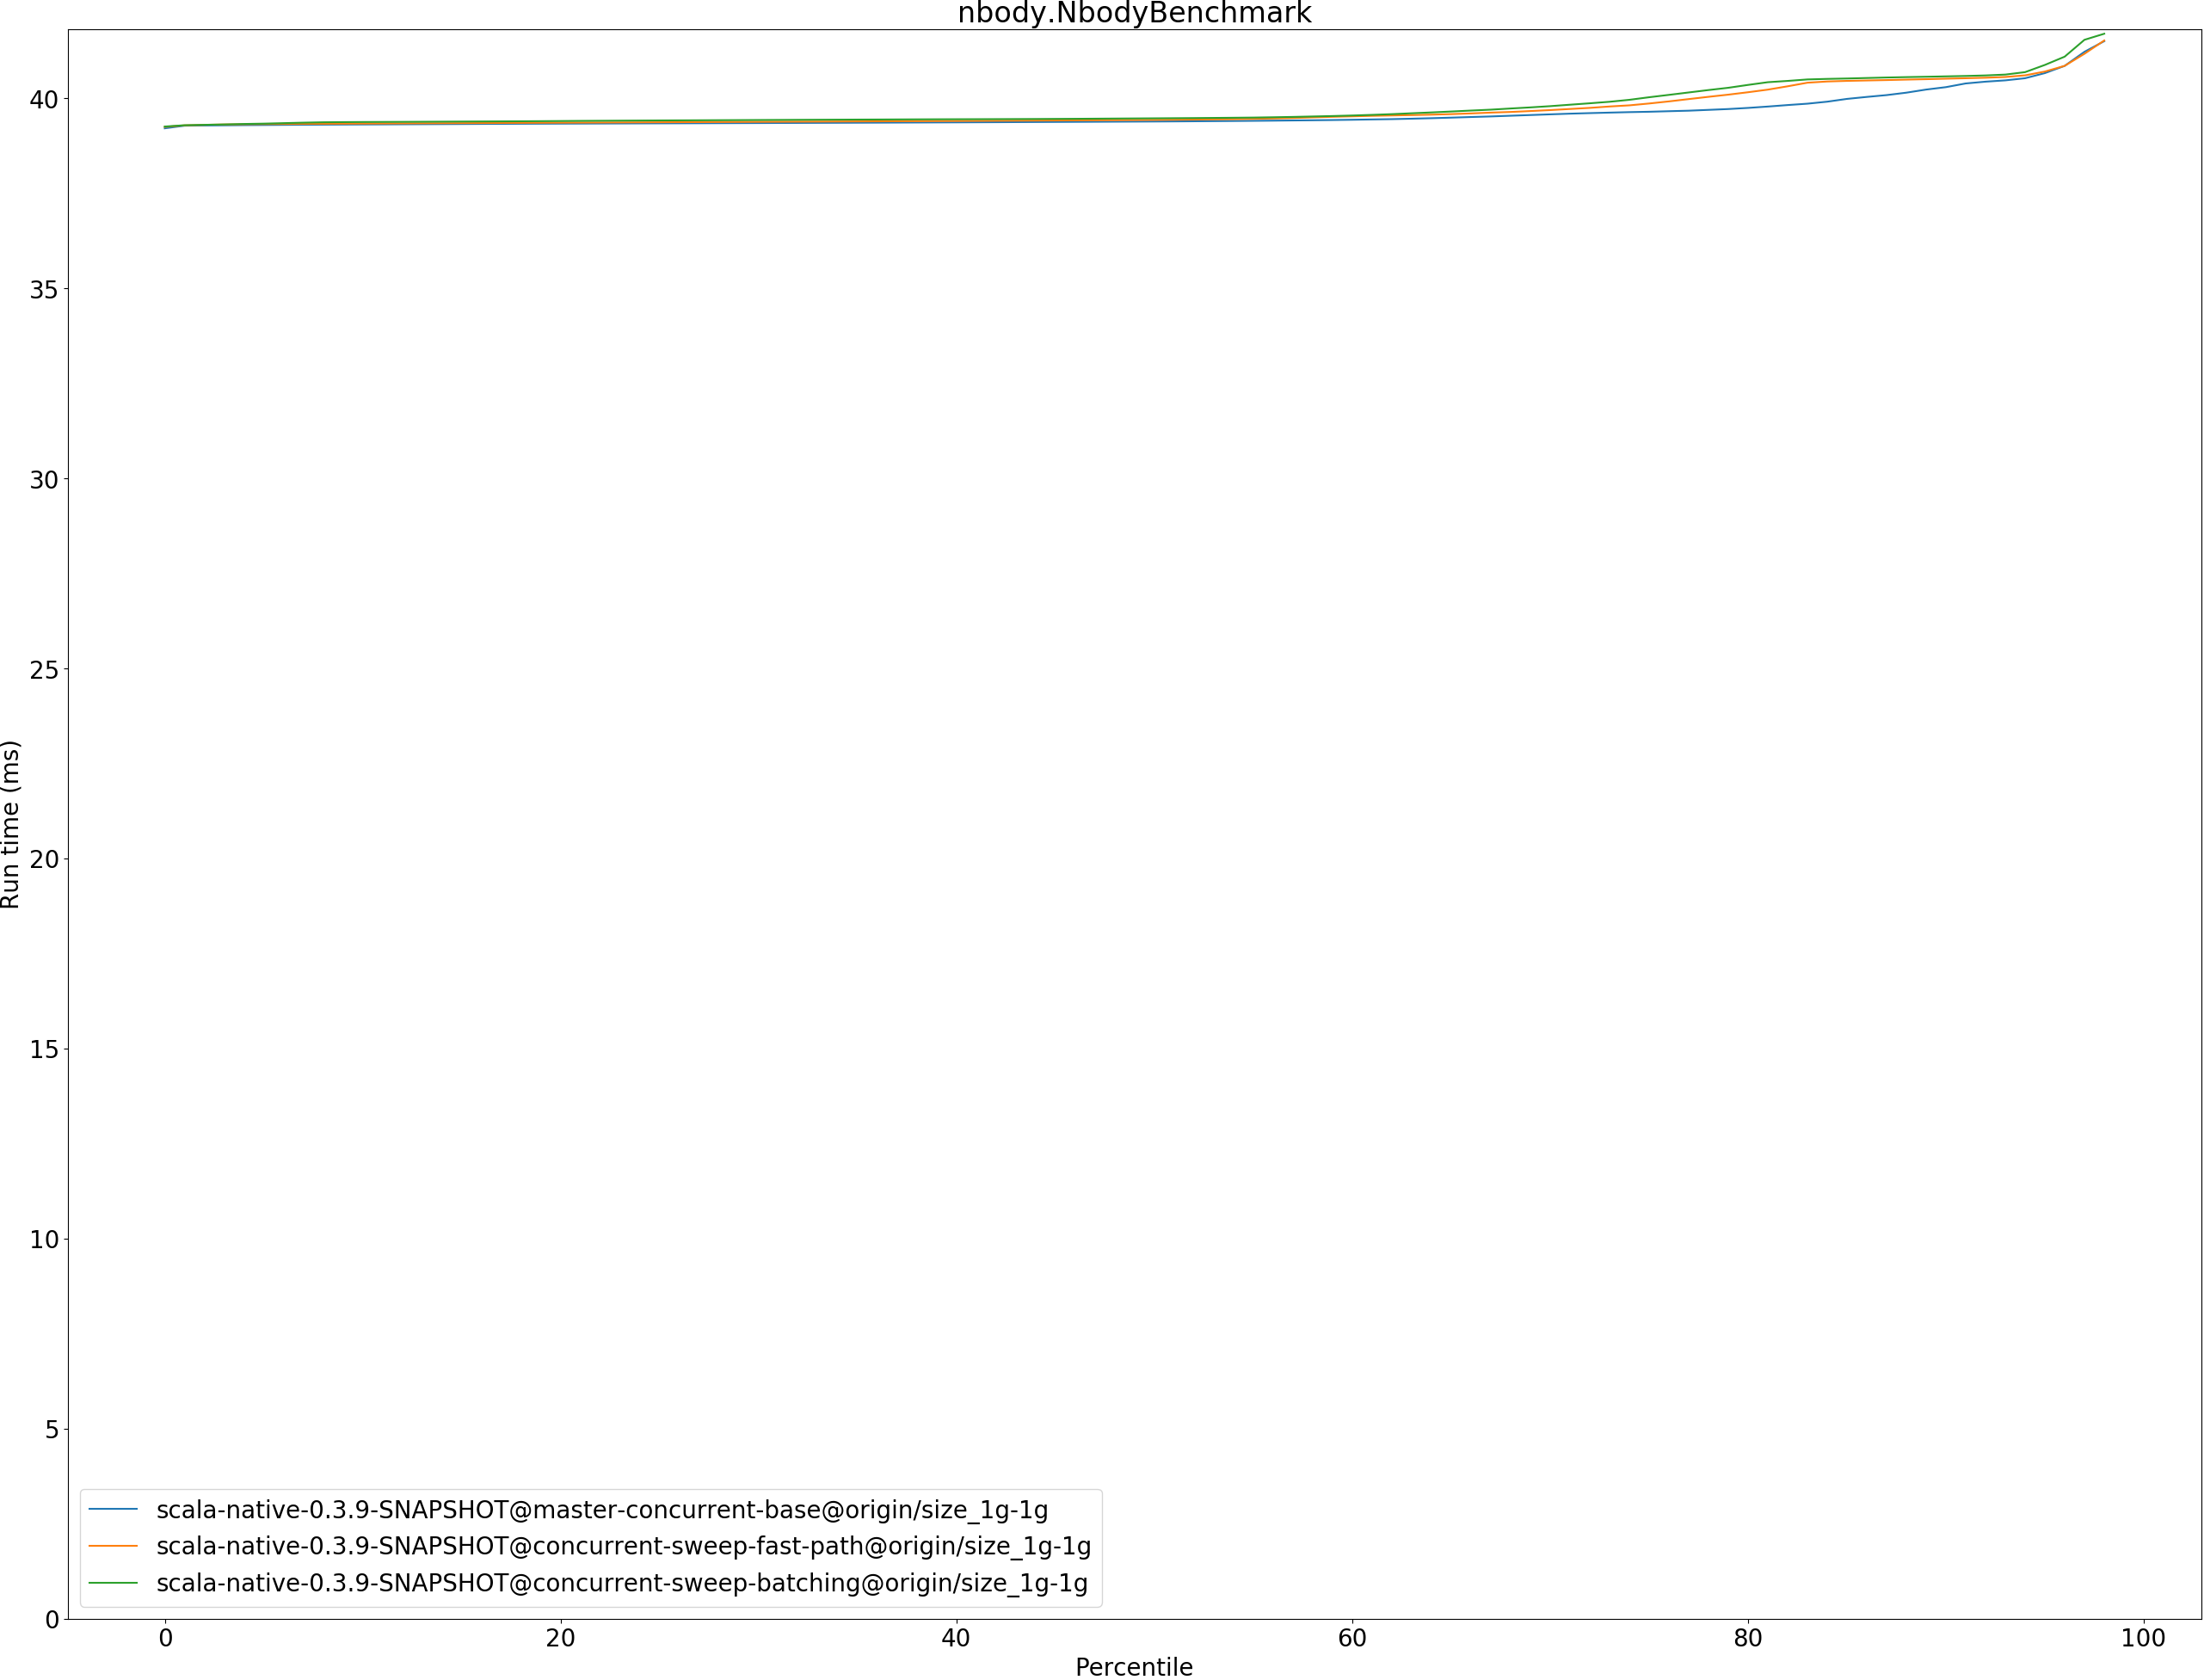 nbody.NbodyBenchmark
Run time (ms)
40
35
30
25
20
15
10
5
0
scala-native-0.3.9-SNAPSHOT@master-concurrent-base@origin/size_1g-1g
scala-native-0.3.9-SNAPSHOT@concurrent-sweep-fast-path@origin/size_1g-1g
scala-native-0.3.9-SNAPSHOT@concurrent-sweep-batching@origin/size_1g-1g
0 20 40 60 80 100
Percentile